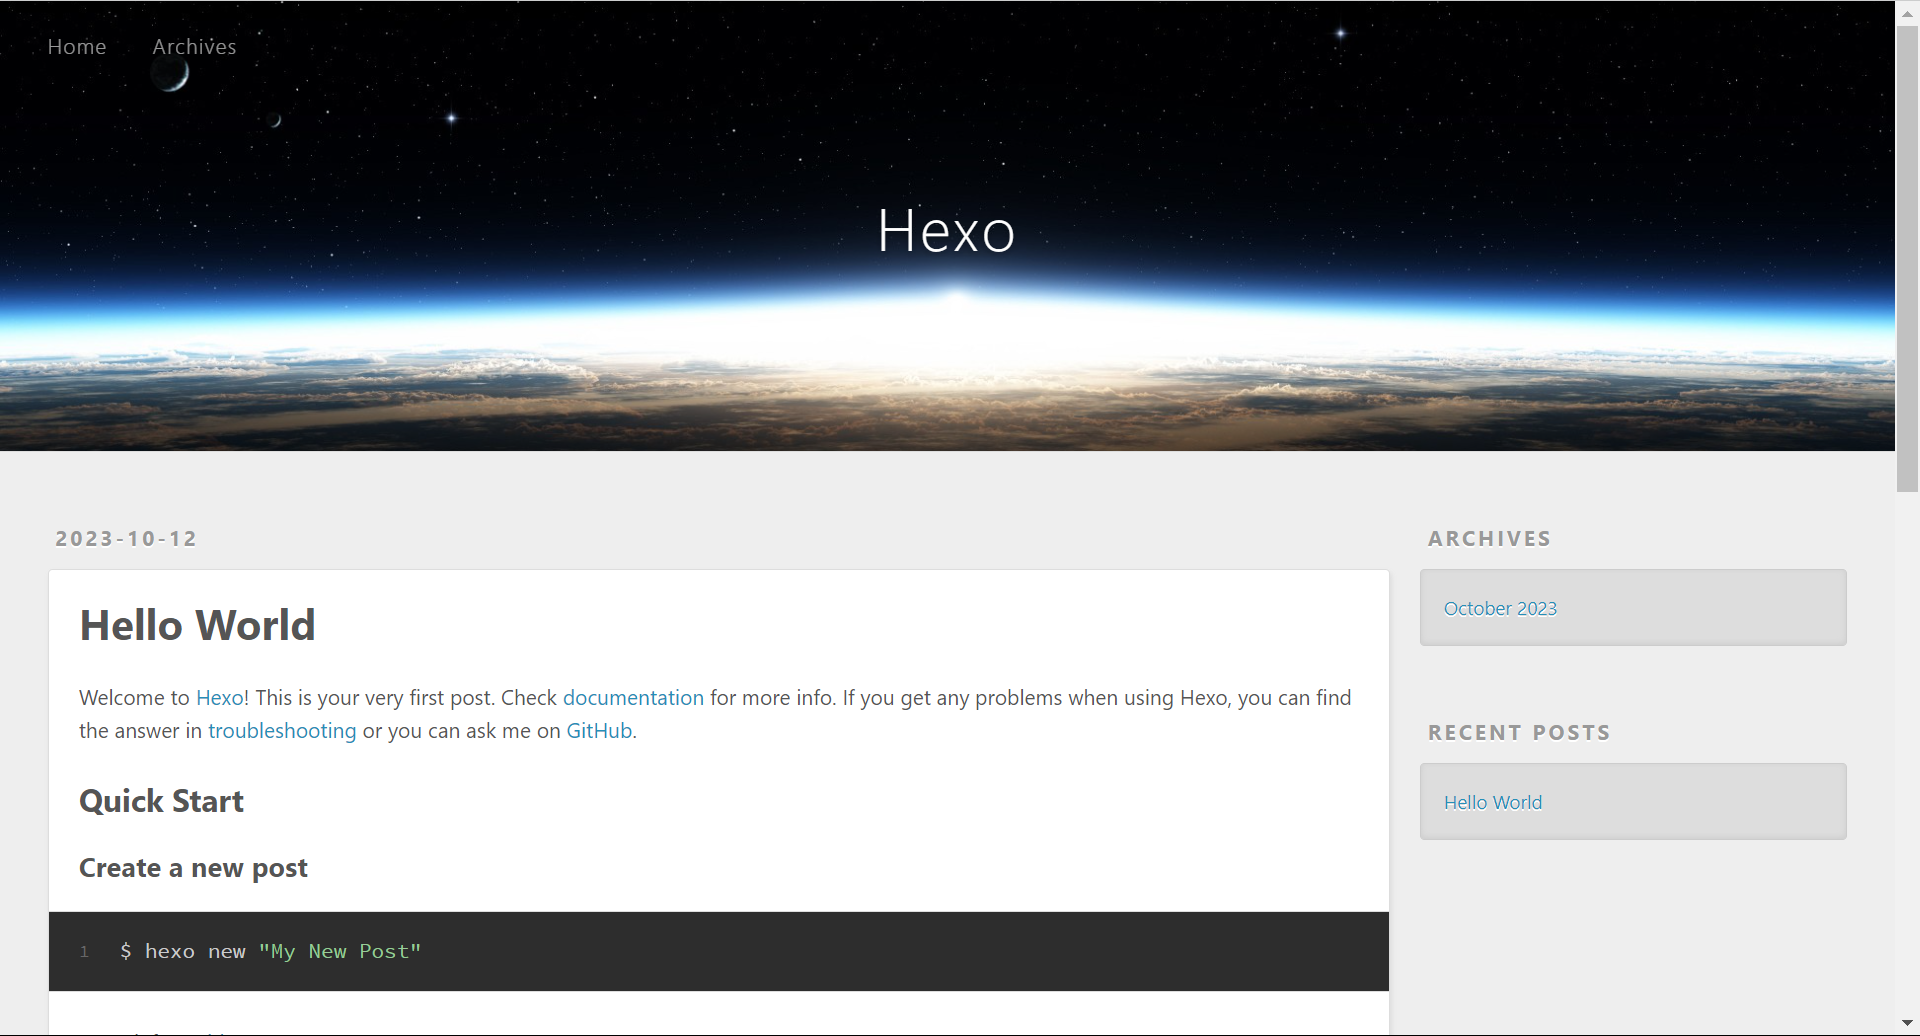 Home Archives
Hexo
2023-10-12
Hello World
Welcome to Hexo! This is your very first post. Check documentation for more info. If you get any problems when using Hexo, you can find
the answer in troubleshooting or you can ask me on GitHub.
Quick Start
Create a new post
1 $ hexo new "My New Post"
ARCHIVES
October 2023
RECENT POSTS
Hello World